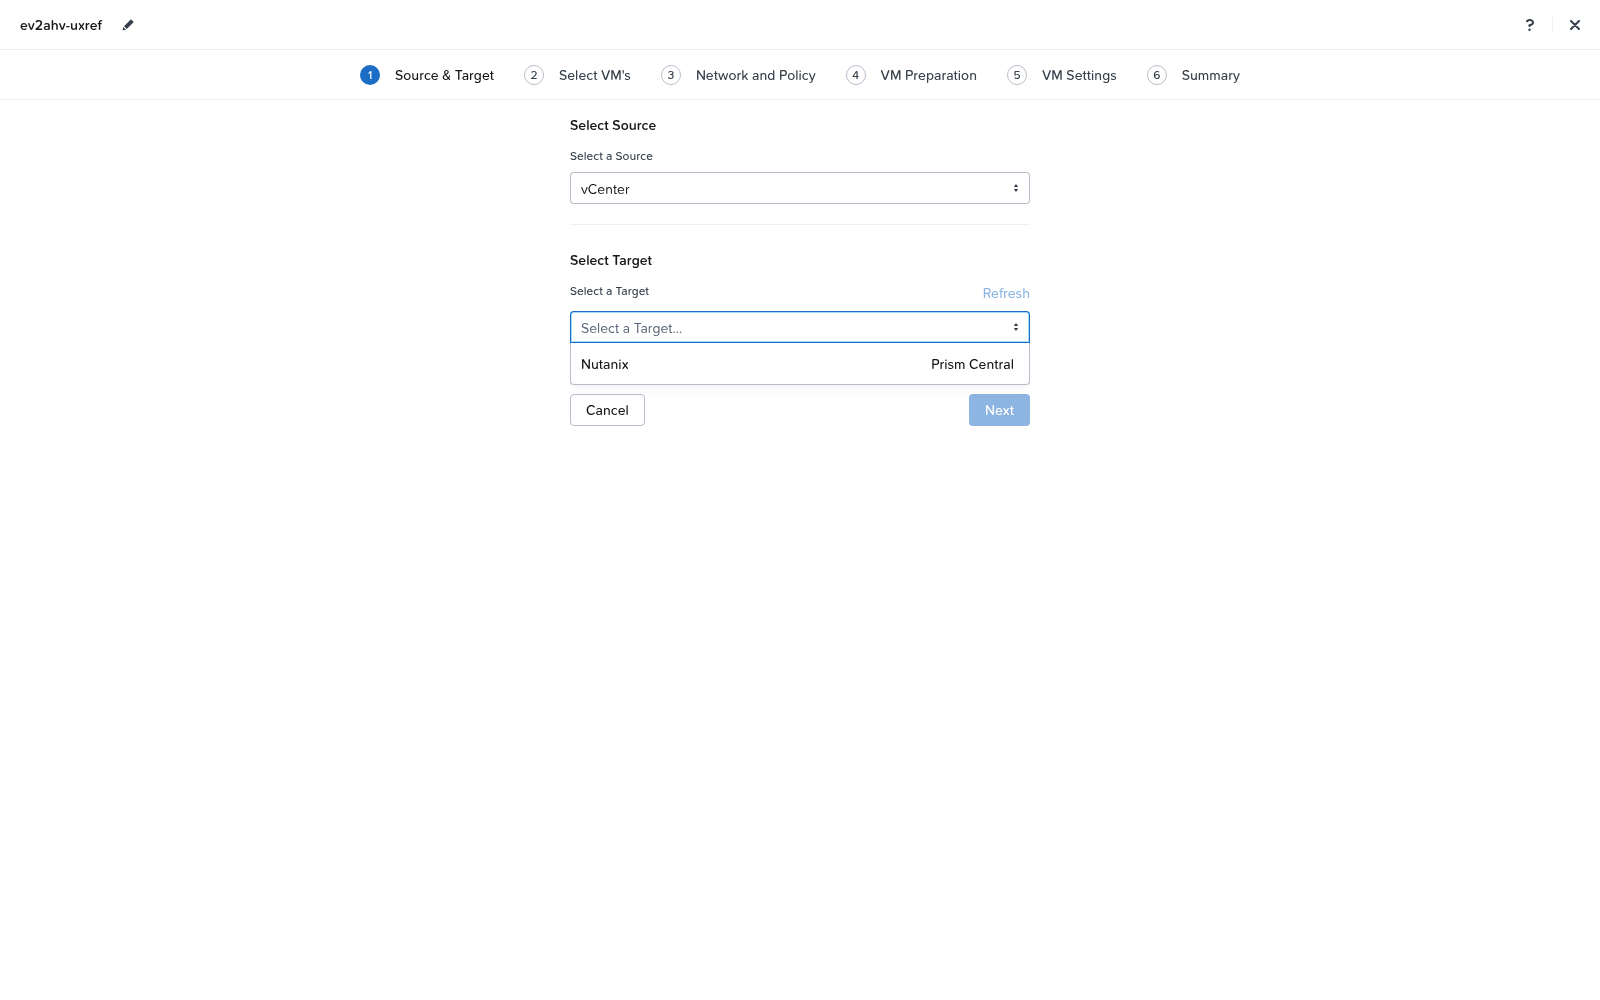 ev2ahv-uxref
?
1 Source & Target 2 Select VM's 3 Network and Policy 4 VM Preparation 5 VM Settings 6 Summary
Select Source
Select a Source
vCenter
Select Target
Select a Target Refresh
Select a Target...
Nutanix Prism Central
Cancel Next